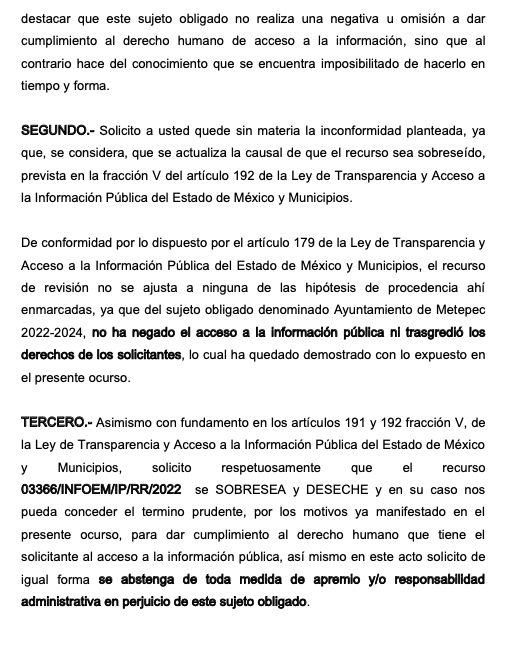 destacar que este sujeto obligado no realiza una negativa u omisión a dar
cumplimiento al derecho humano de acceso a la información, sino que al
contrario hace del conocimiento que se encuentra imposibilitado de hacerlo en
tiempo y forma.
SEGUNDO.- Solicito a usted quede sin materia la inconformidad planteada, ya
que, se considera, que se actualiza la causal de que el recurso sea sobreseído,
prevista en la fracción V del artículo 192 de la Ley de Transparencia y Acceso a
la Información Pública del Estado de México y Municipios.
De conformidad por lo dispuesto por el artículo 179 de la Ley de Transparencia y
Acceso a la Información Pública del Estado de México y Municipios, el recurso
de revisión no se ajusta a ninguna de las hipótesis de procedencia ahí
enmarcadas, ya que del sujeto obligado denominado Ayuntamiento de Metepec
2022-2024, no ha negado el acceso a la información pública ni trasgredió los
derechos de los solicitantes, lo cual ha quedado demostrado con lo expuesto en
el presente ocurso.
TERCERO.- Asimismo con fundamento en los artículos 191 y 192 fracción V, de
la Ley de Transparencia y Acceso a la Información Pública del Estado de México
y Municipios, solicito respetuosamente que el recurso
03366/INFOEM/IP/RR/2022 se SOBRESEA y DESECHE y en su caso nos
pueda conceder el termino prudente, por los motivos ya manifestado en el
presente ocurso, para dar cumplimiento al derecho humano que tiene el
solicitante al acceso a la información pública, así mismo en este acto solicito de
igual forma se abstenga de toda medida de apremio y/o responsabilidad
administrativa en perjuicio de este sujeto obligado.